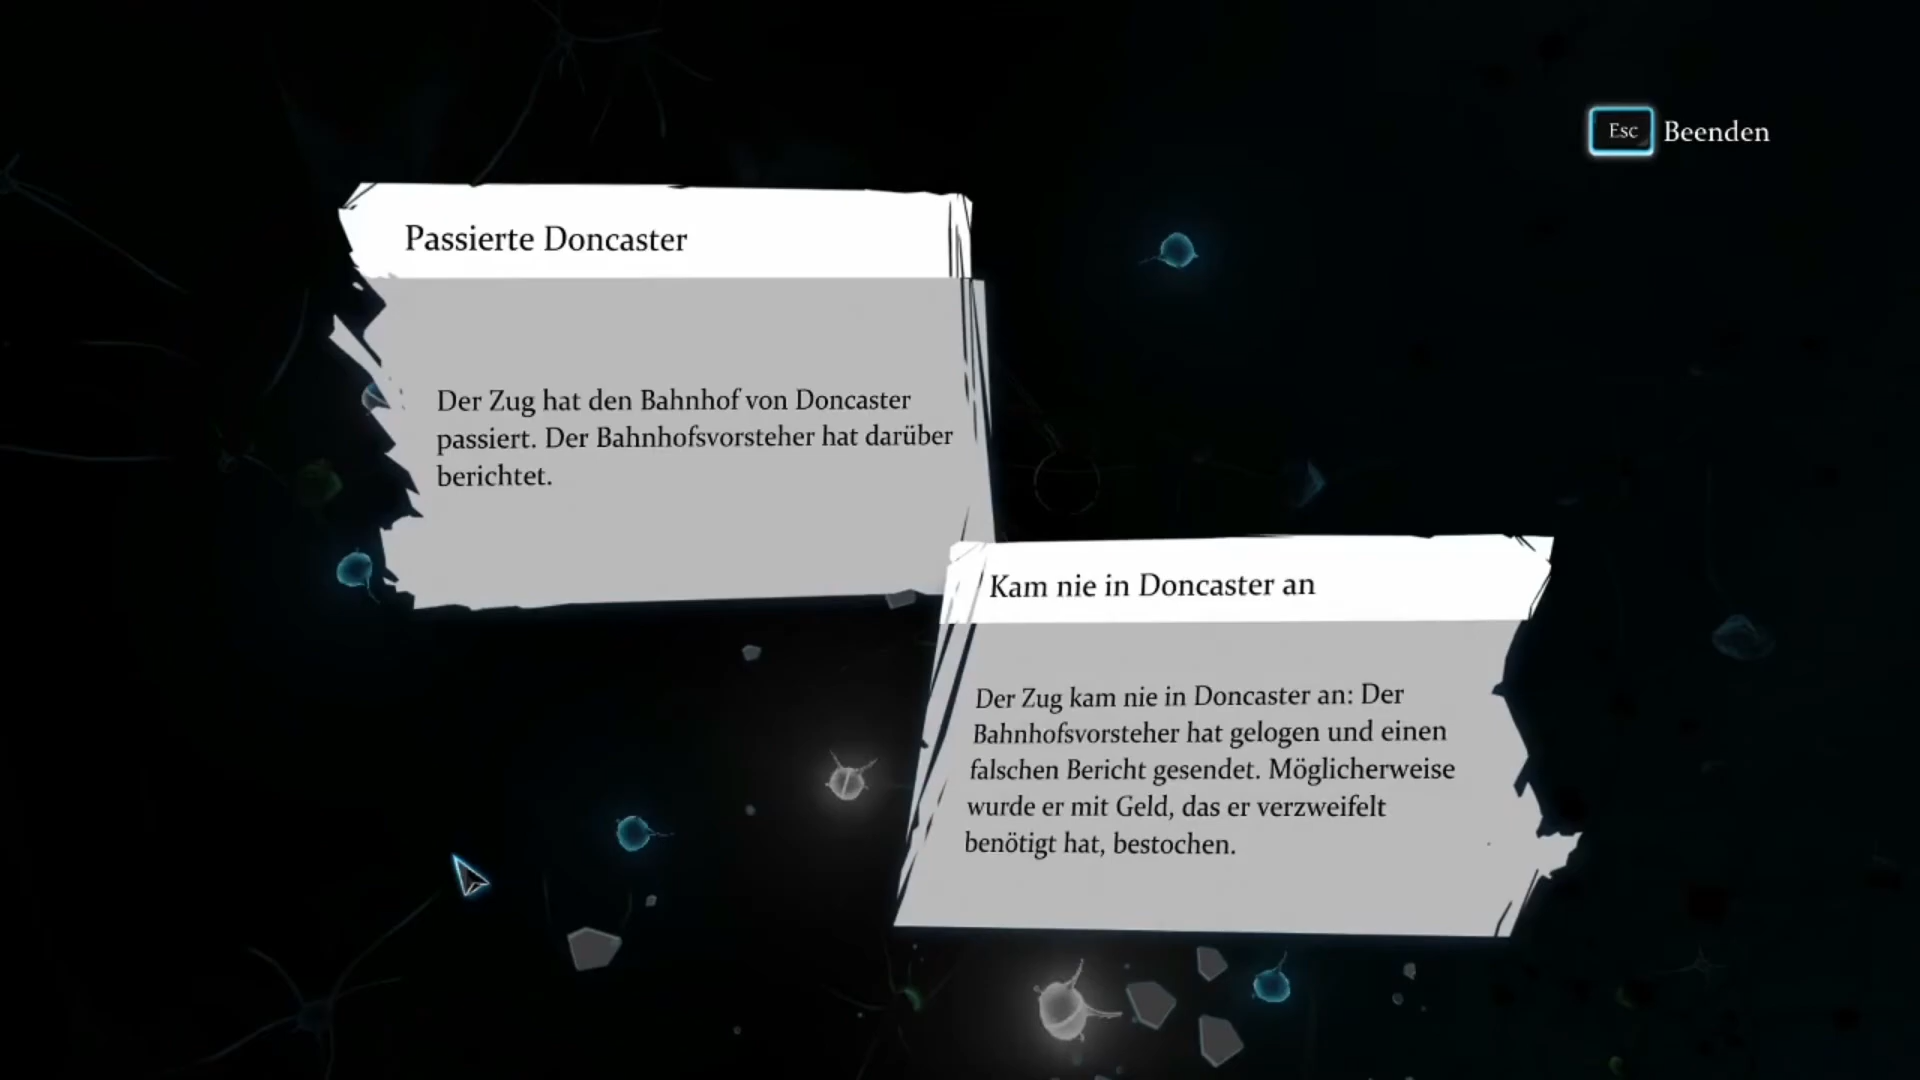 Esc Beenden
Passierte Doncaster
Der Zug hat den Bahnhof von Doncaster
passiert. Der Bahnhofsvorsteher hat darüber
berichtet.
Kam nie in Doncaster an
Der Zug kam nie in Doncaster an: Der
Bahnhofsvorsteher hat gelogen und einen
falschen Bericht gesendet. Möglicherweise
wurde er mit Geld, das er verzweifelt
benötigt hat, bestochen.